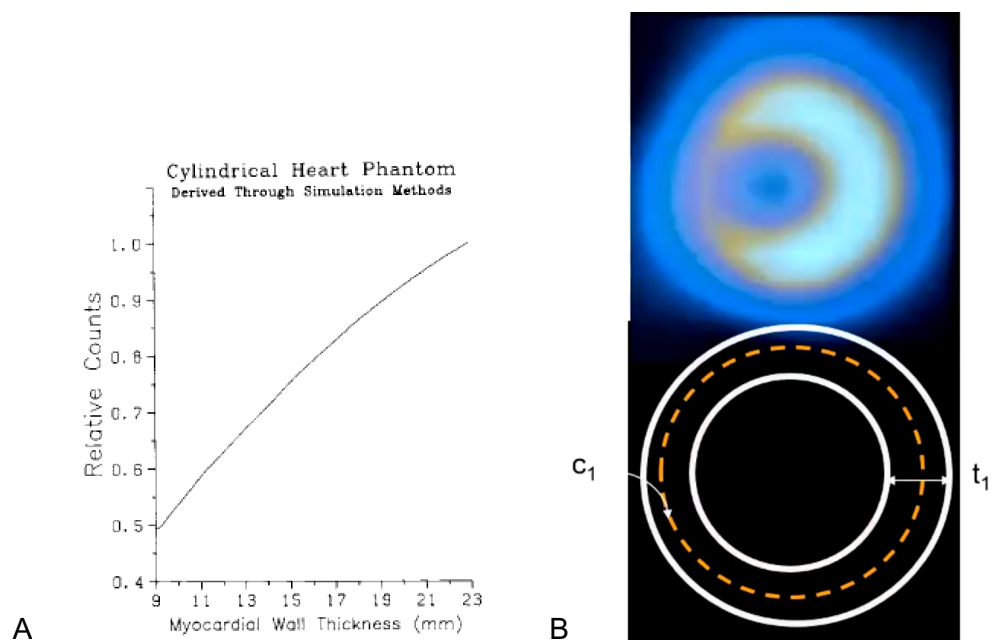 Cylindrical Heart Phantom
Derived Through Simulation Methods
Relative Counts
1.0
0.9
0.8
0.7
0.6
0.5
0.4
9 11 13 15 17 19 21 23
Myocardial Wall Thickness (mm)
A
B
c1
t1